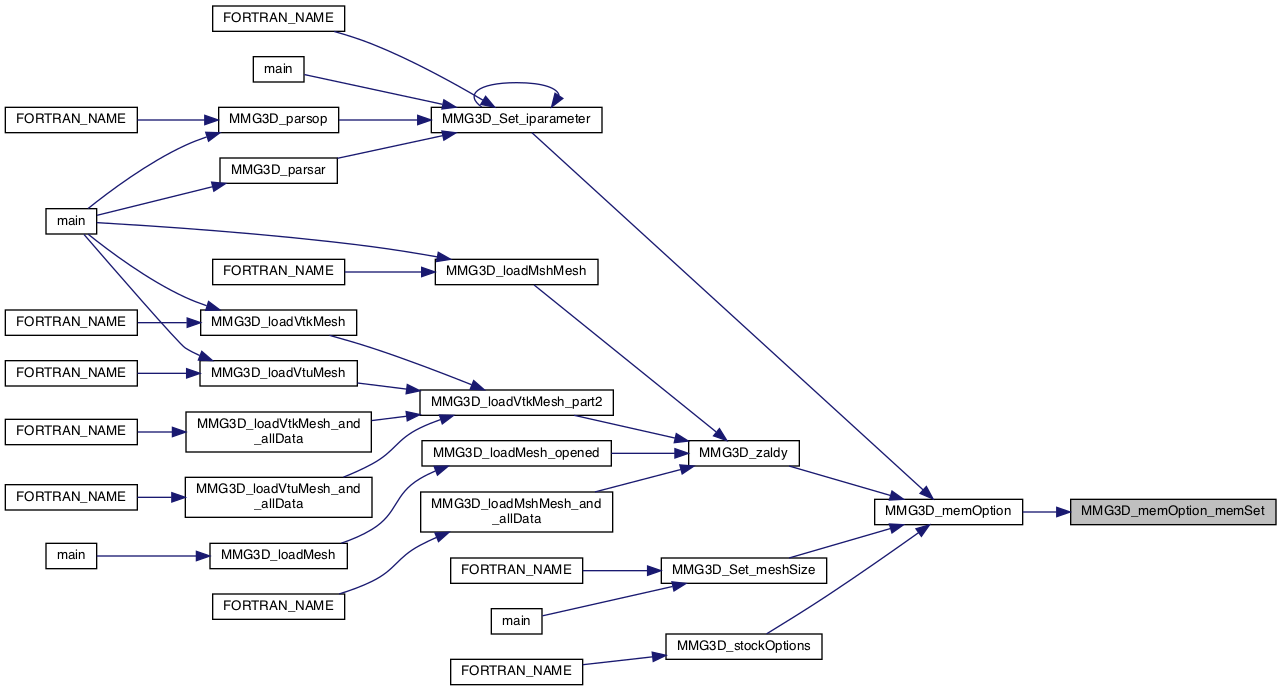 FORTRAN_NAME
main
FORTRAN_NAME
MMG3D_parsop
MMG3D_Set_iparameter
MMG3D_parsar
main
FORTRAN_NAME
MMG3D_loadMshMesh
FORTRAN_NAME
MMG3D_loadVtkMesh
FORTRAN_NAME
MMG3D_loadVtuMesh
MMG3D_loadVtkMesh_part2
FORTRAN_NAME
MMG3D_loadVtkMesh_and
_allData
MMG3D_loadMesh_opened
MMG3D_zaldy
FORTRAN_NAME
MMG3D_loadVtuMesh_and
_allData
MMG3D_loadMshMesh_and
_allData
MMG3D_memOption
MMG3D_memOption_memSet
main
MMG3D_loadMesh
FORTRAN_NAME
MMG3D_Set_meshSize
FORTRAN_NAME
main
MMG3D_stockOptions
FORTRAN_NAME